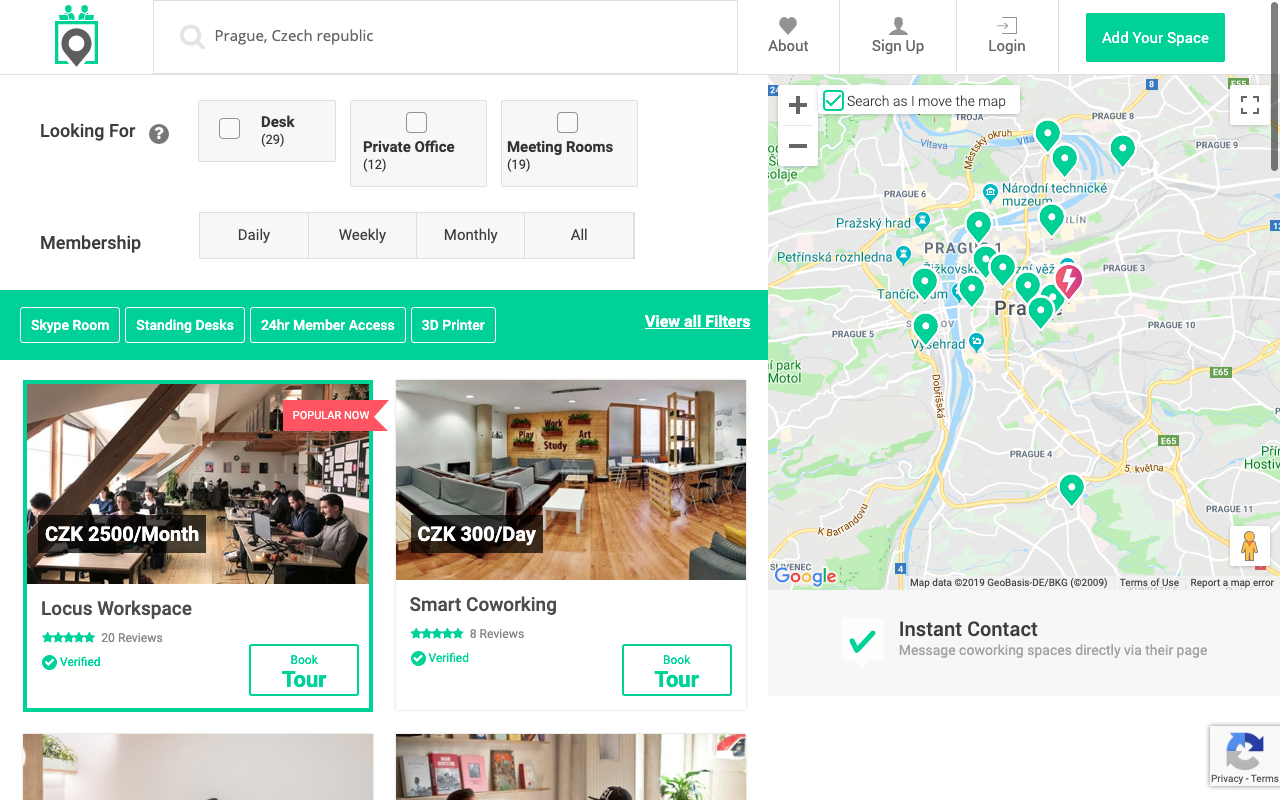 Prague, Czech republic
About
Sign Up
Login
Add Your Space
Looking For
?
Desk
(29)
Private Office
(12)
Meeting Rooms
(19)
Membership
Daily
Weekly
Monthly
All
Skype Room
Standing Desks
24hr Member Access
3D Printer
View all Filters
POPULAR NOW
CZK 2500/Month
Locus Workspace
20 Reviews
Verified
Book
Tour
Work
Play
Art
Study
CZK 300/Day
Smart Coworking
8 Reviews
Verified
Book
Tour
Search as I move the map
TROJA
PRAGUE 8
8
E55
Vltava
Vltava
Městský okruh
PRAGUE 9
PRAGUE 6
Národní technické
muzeum
Pražský hrad
PRAGUE 1
Petřínská rozhledna
PRAGUE 3
PRAGUE 5
Vyšehrad
PRAGUE 10
E65
Motol
Dobříšská
E65
PRAGUE 4
5. května
K Barrandovu
PRAGUE 11
SLIVENEC
4
Google
Map data ©2019 GeoBasis-DE/BKG (©2009)
Terms of Use
Report a map error
Instant Contact
Message coworking spaces directly via their page
Privacy - Terms